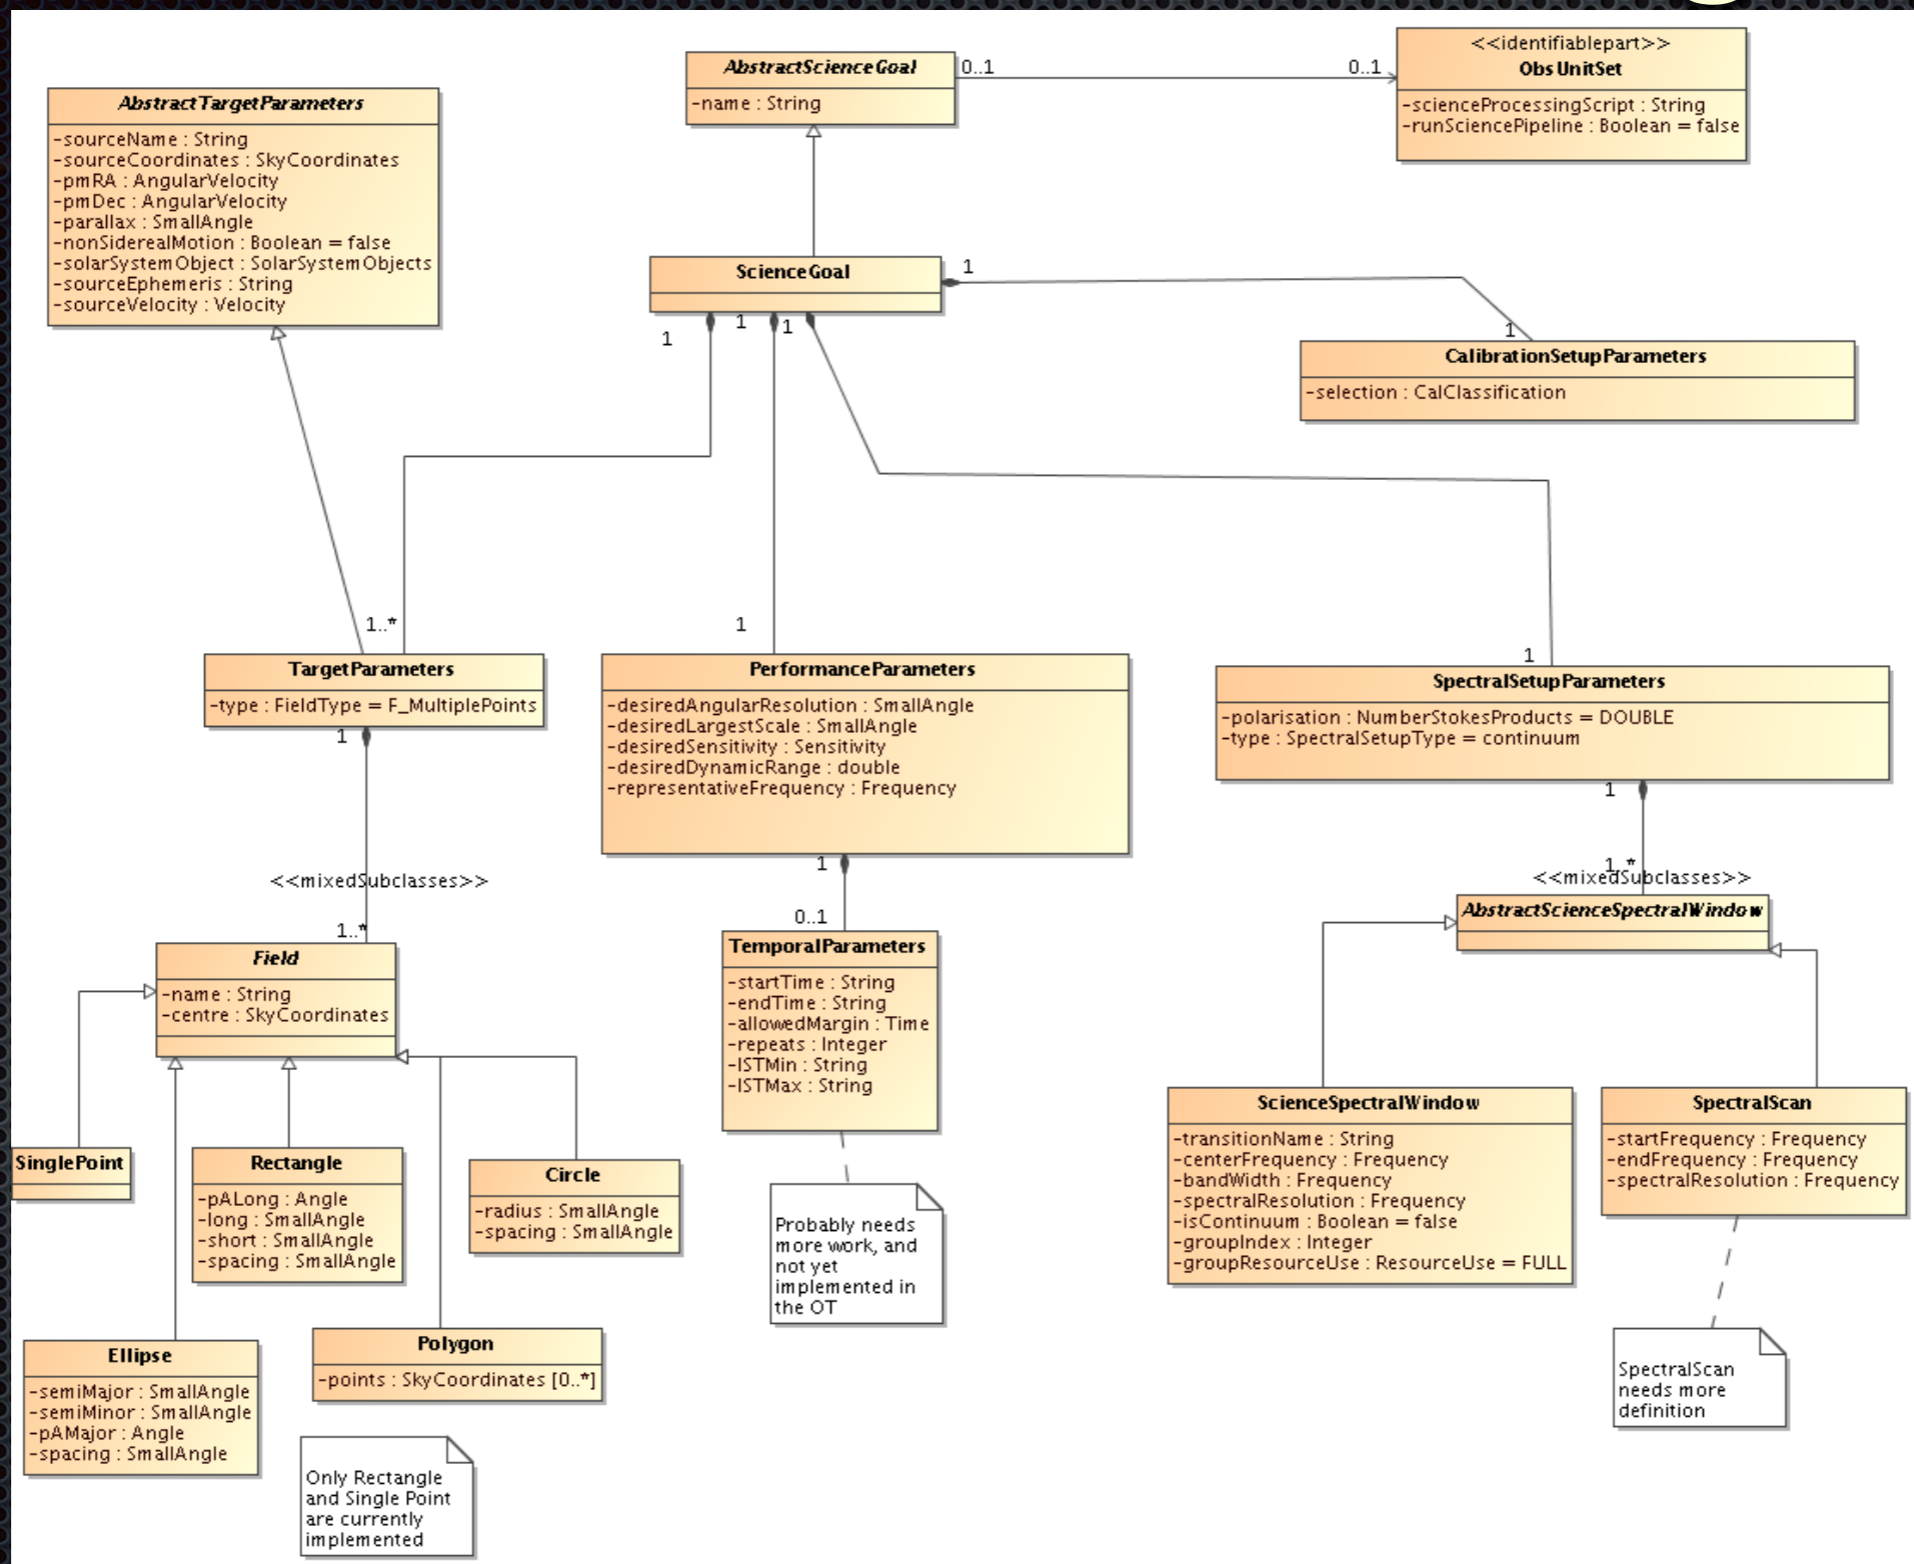 AbstractScienceGoal
-name : String
0..1
0..1
<<identifiablepart>>
ObsUnitSet
-scienceProcessingScript : String
-runSciencePipeline : Boolean = false
AbstractTargetParameters
-sourceName : String
-sourceCoordinates : SkyCoordinates
-pmRA : AngularVelocity
-pmDec : AngularVelocity
-parallax : SmallAngle
-nonSiderealMotion : Boolean = false
-solarSystemObject : SolarSystemObjects
-sourceEphemeris : String
-sourceVelocity : Velocity
ScienceGoal
1
1
1
1
1
CalibrationSetupParameters
-selection : CalClassification
1..*
1
1
TargetParameters
-type : FieldType = F_MultiplePoints
1
PerformanceParameters
-desiredAngularResolution : SmallAngle
-desiredLargestScale : SmallAngle
-desiredSensitivity : Sensitivity
-desiredDynamicRange : double
-representativeFrequency : Frequency
1
SpectralSetupParameters
-polarisation : NumberStokesProducts = DOUBLE
-type : SpectralSetupType = continuum
1
<<mixedSubclasses>>
1..*
0..1
1..*
<<mixedSubclasses>>
Field
-name : String
-centre : SkyCoordinates
TemporalParameters
-startTime : String
-endTime : String
-allowedMargin : Time
-repeats : Integer
-lSTMin : String
-lSTMax : String
AbstractScienceSpectralWindow
SinglePoint
Rectangle
-pALong : Angle
-long : SmallAngle
-short : SmallAngle
-spacing : SmallAngle
Circle
-radius : SmallAngle
-spacing : SmallAngle
Probably needs
more work, and
not yet
implemented in
the OT
ScienceSpectralWindow
-transitionName : String
-centerFrequency : Frequency
-bandWidth : Frequency
-spectralResolution : Frequency
-isContinuum : Boolean = false
-groupIndex : Integer
-groupResourceUse : ResourceUse = FULL
SpectralScan
-startFrequency : Frequency
-endFrequency : Frequency
-spectralResolution : Frequency
Ellipse
-semiMajor : SmallAngle
-semiMinor : SmallAngle
-pAMajor : Angle
-spacing : SmallAngle
Polygon
-points : SkyCoordinates [0..*]
SpectralScan
needs more
definition
Only Rectangle
and Single Point
are currently
implemented